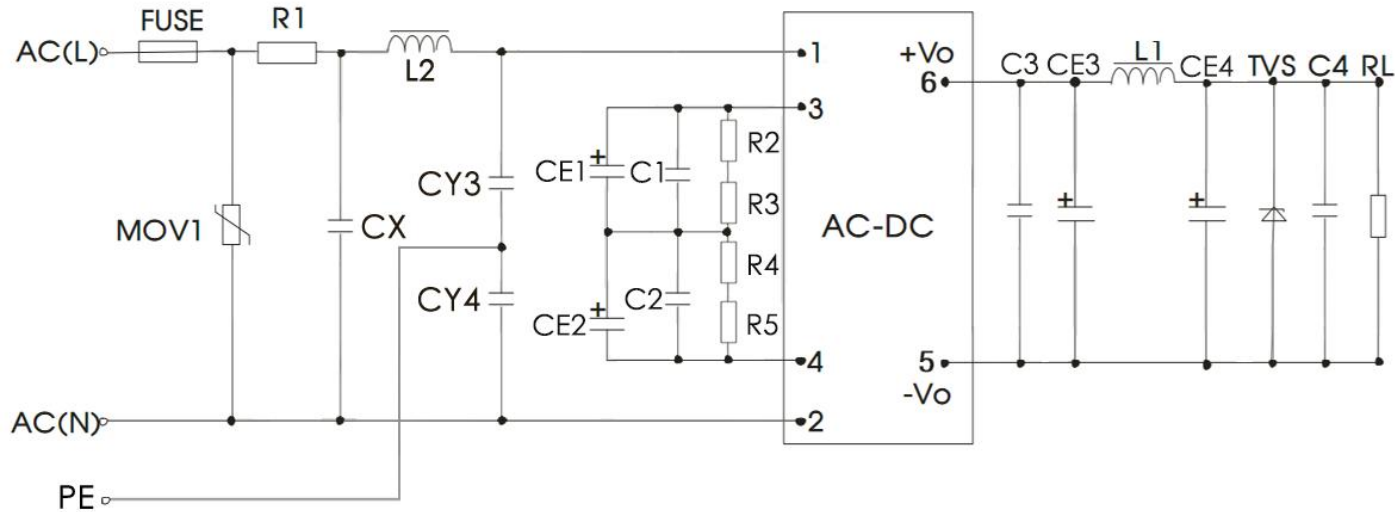 FUSE R1
AC(L) L2
1 +Vo
6 C3 CE3 L1 CE4 TVS C4 RL
3
R2
CE1 + C1
CY3 R3
MOV1 CX + AC-DC +
R4
CY4 C2
CE2 + R5
4 5
-Vo
AC(N) 2
PE